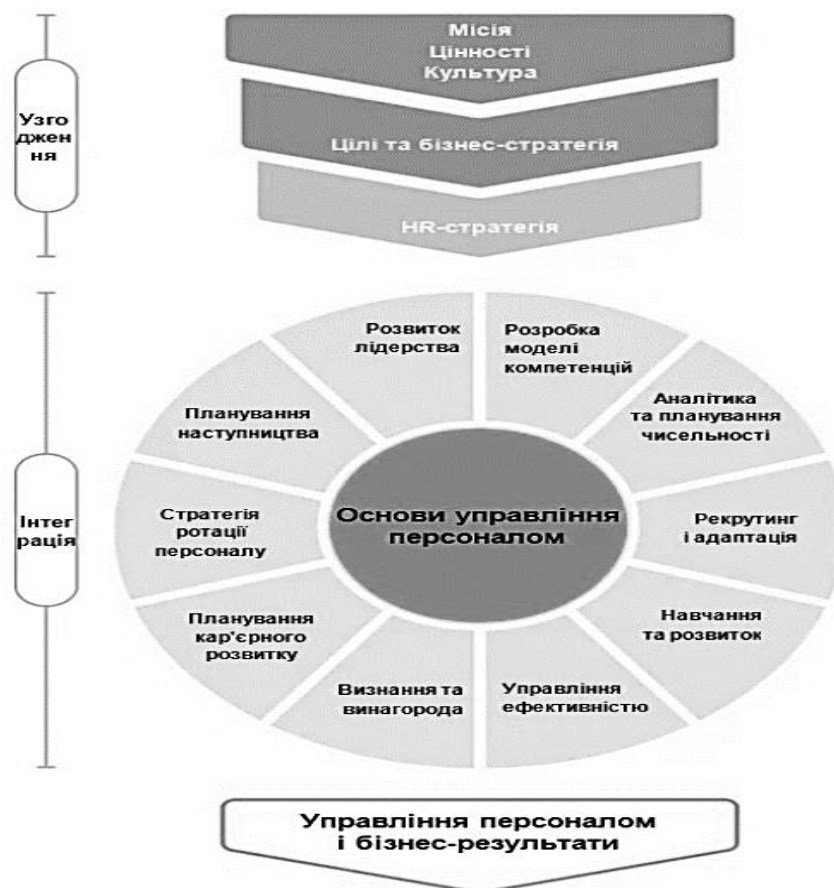 Місія
Цінності
Культура
Узго
джен
ня
Цілі та бізнес-стратегія
HR-стратегія
Розвиток
лідерства
Розробка
моделі
компетенцій
Аналітика
та планування
чисельності
Рекрутинг
і адаптація
Навчання
та розвиток
Управління
ефективністю
Визнання та
винагорода
Планування
кар'єрного
розвитку
Стратегія
ротації
персоналу
Планування
наступництва
Основи управління
персоналом
Інтег
рація
Управління персоналом
і бізнес-результати